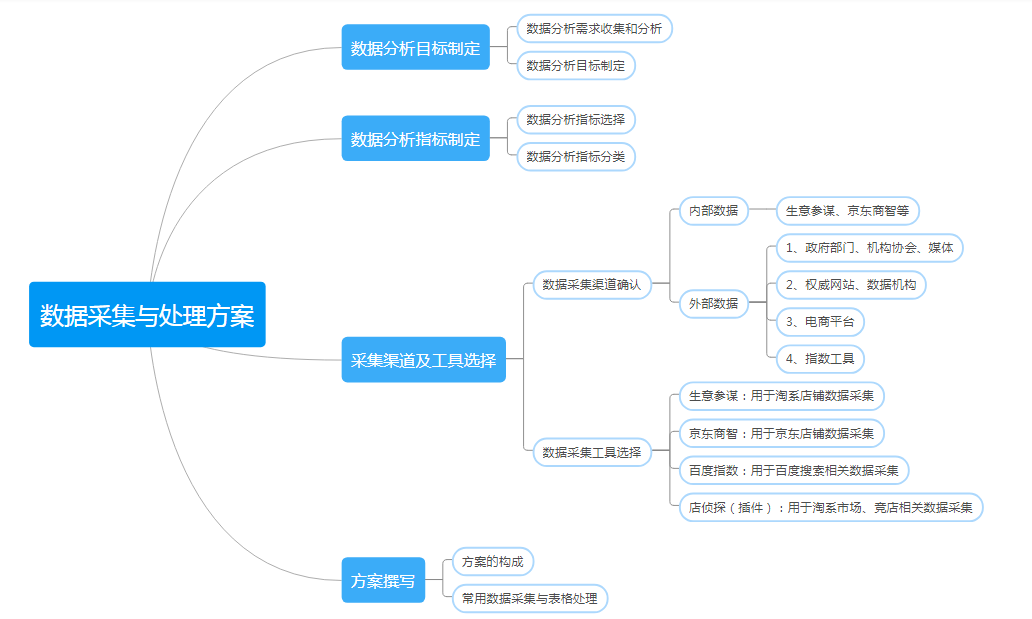 数据采集与处理方案
数据分析目标制定
数据分析需求收集和分析
数据分析目标制定
数据分析指标制定
数据分析指标选择
数据分析指标分类
采集渠道及工具选择
数据采集渠道确认
内部数据
生意参谋、京东商智等
外部数据
1、政府部门、机构协会、媒体
2、权威网站、数据机构
3、电商平台
4、指数工具
数据采集工具选择
生意参谋：用于淘系店铺数据采集
京东商智：用于京东店铺数据采集
百度指数：用于百度搜索相关数据采集
店侦探（插件）：用于淘系市场、竞店相关数据采集
方案撰写
方案的构成
常用数据采集与表格处理